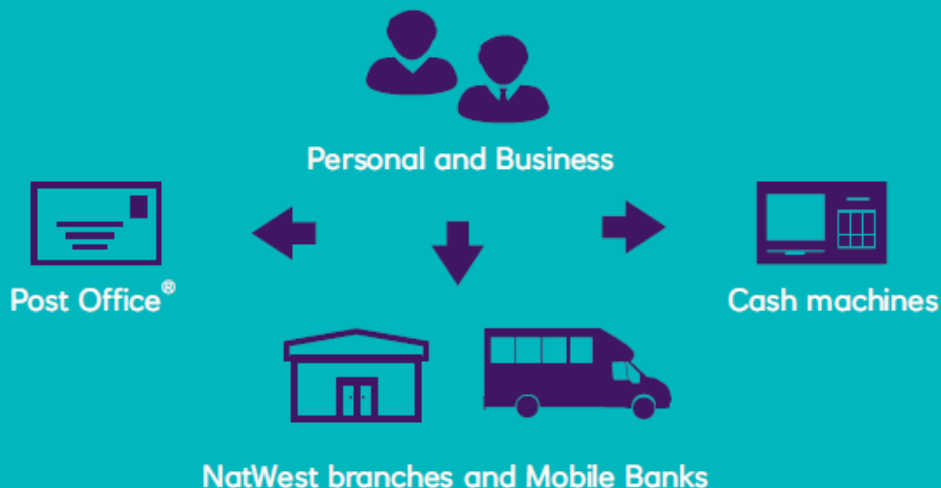 Personal and Business
Post Office®
Cash machines
NatWest branches and Mobile Banks